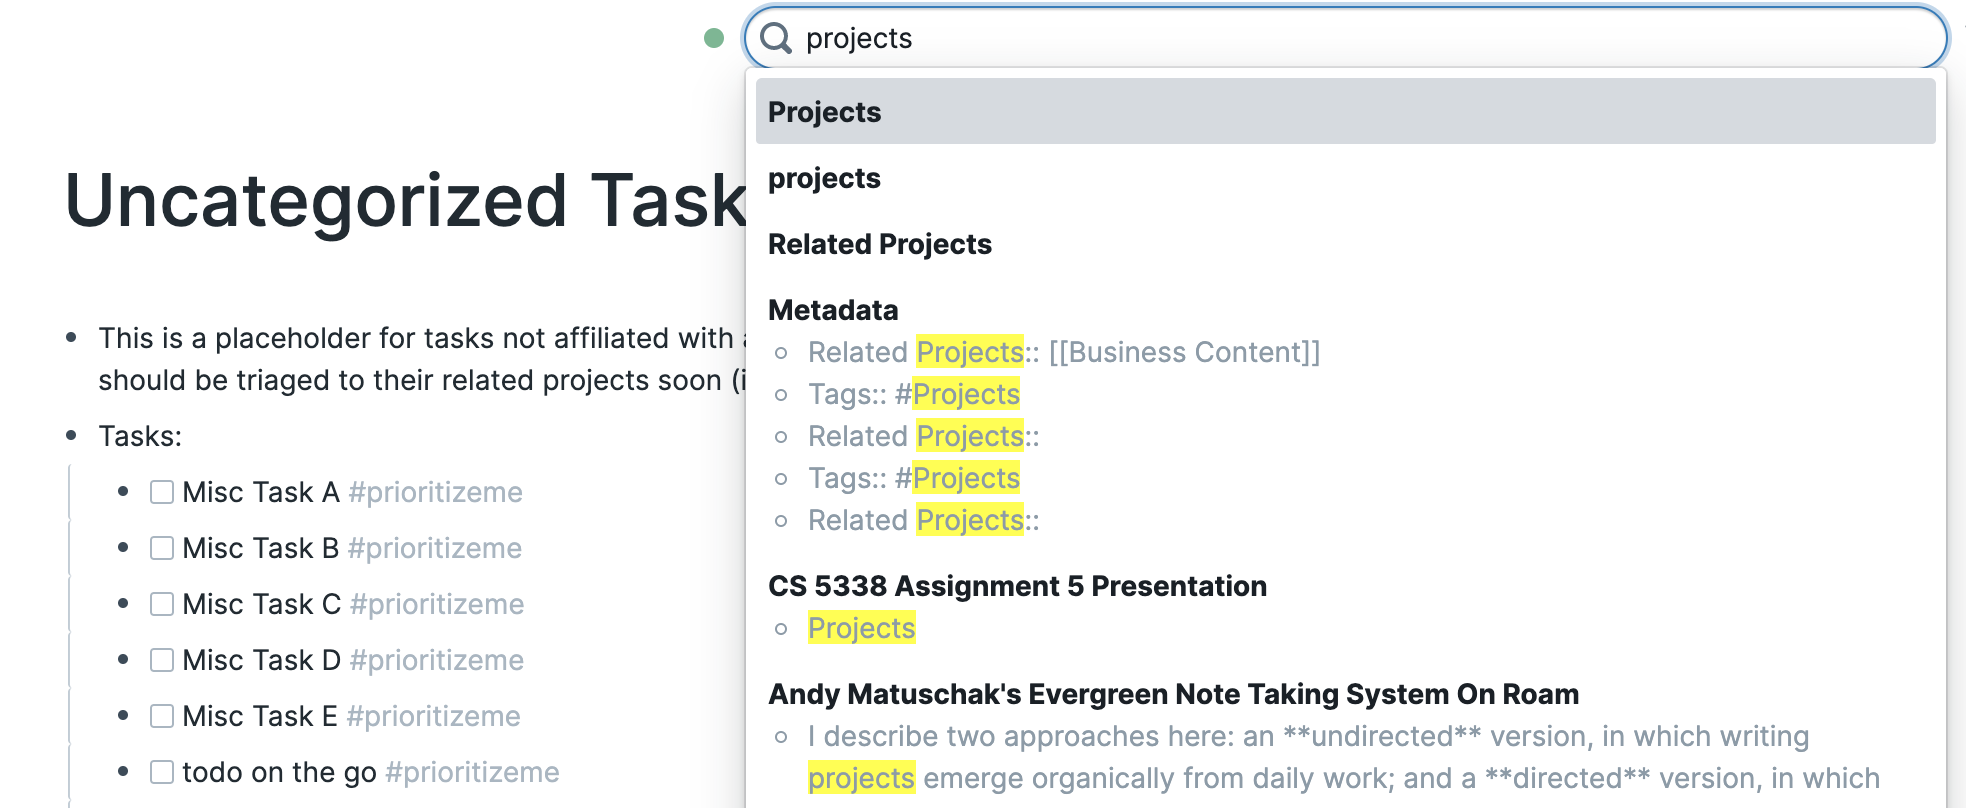 projects
Projects
projects
Related Projects
Metadata
Related Projects:: [[Business Content]]
Tags:: #Projects
Related Projects::
Tags:: #Projects
Related Projects::
CS 5338 Assignment 5 Presentation
Projects
Andy Matuschak's Evergreen Note Taking System On Roam
I describe two approaches here: an **undirected** version, in which writing
projects emerge organically from daily work; and a **directed** version, in which
Uncategorized Task
This is a placeholder for tasks not affiliated with
should be triaged to their related projects soon (i
Tasks:
Misc Task A #prioritizeme
Misc Task B #prioritizeme
Misc Task C #prioritizeme
Misc Task D #prioritizeme
Misc Task E #prioritizeme
todo on the go #prioritizeme